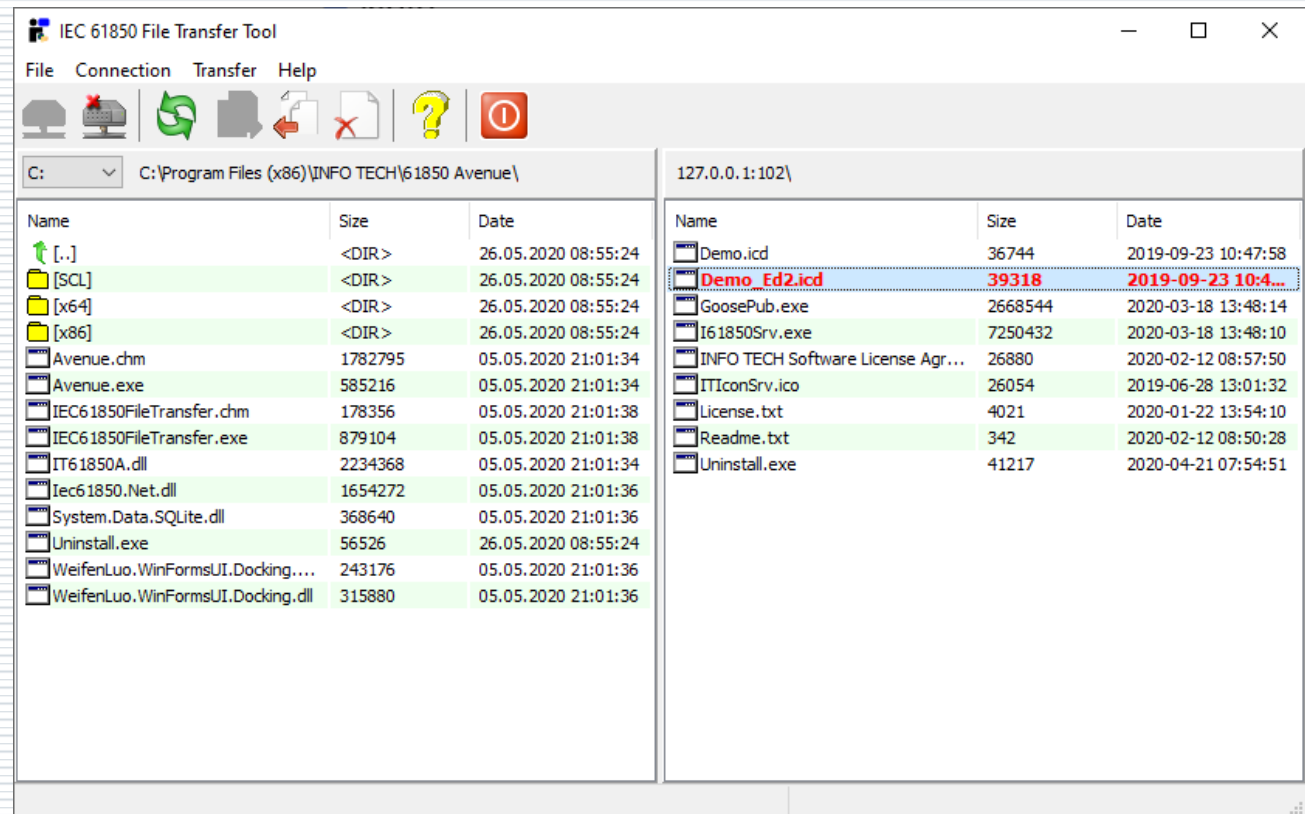 IEC 61850 File Transfer Tool
File Connection Transfer Help
C: C:\Program Files (x86)\INFO TECH\61850 Avenue\
Name Size Date
[..] <DIR> 26.05.2020 08:55:24
[SCL] <DIR> 26.05.2020 08:55:24
[x64] <DIR> 26.05.2020 08:55:24
[x86] <DIR> 26.05.2020 08:55:24
Avenue.chm 1782795 05.05.2020 21:01:34
Avenue.exe 585216 05.05.2020 21:01:34
IEC61850FileTransfer.chm 178356 05.05.2020 21:01:38
IEC61850FileTransfer.exe 879104 05.05.2020 21:01:38
IT61850A.dll 2234368 05.05.2020 21:01:34
Iec61850.Net.dll 1654272 05.05.2020 21:01:36
System.Data.SQLite.dll 368640 05.05.2020 21:01:36
Uninstall.exe 56526 26.05.2020 08:55:24
WeifenLuo.WinFormsUI.Docking.... 243176 05.05.2020 21:01:36
WeifenLuo.WinFormsUI.Docking.dll 315880 05.05.2020 21:01:36
127.0.0.1:102\
Name Size Date
Demo.icd 36744 2019-09-23 10:47:58
Demo_Ed2.icd 39318 2019-09-23 10:4...
GoosePub.exe 2668544 2020-03-18 13:48:14
I61850Srv.exe 7250432 2020-03-18 13:48:10
INFO TECH Software License Agr... 26880 2020-02-12 08:57:50
ITIconSrv.ico 26054 2019-06-28 13:01:32
License.txt 4021 2020-01-22 13:54:10
Readme.txt 342 2020-02-12 08:50:28
Uninstall.exe 41217 2020-04-21 07:54:51